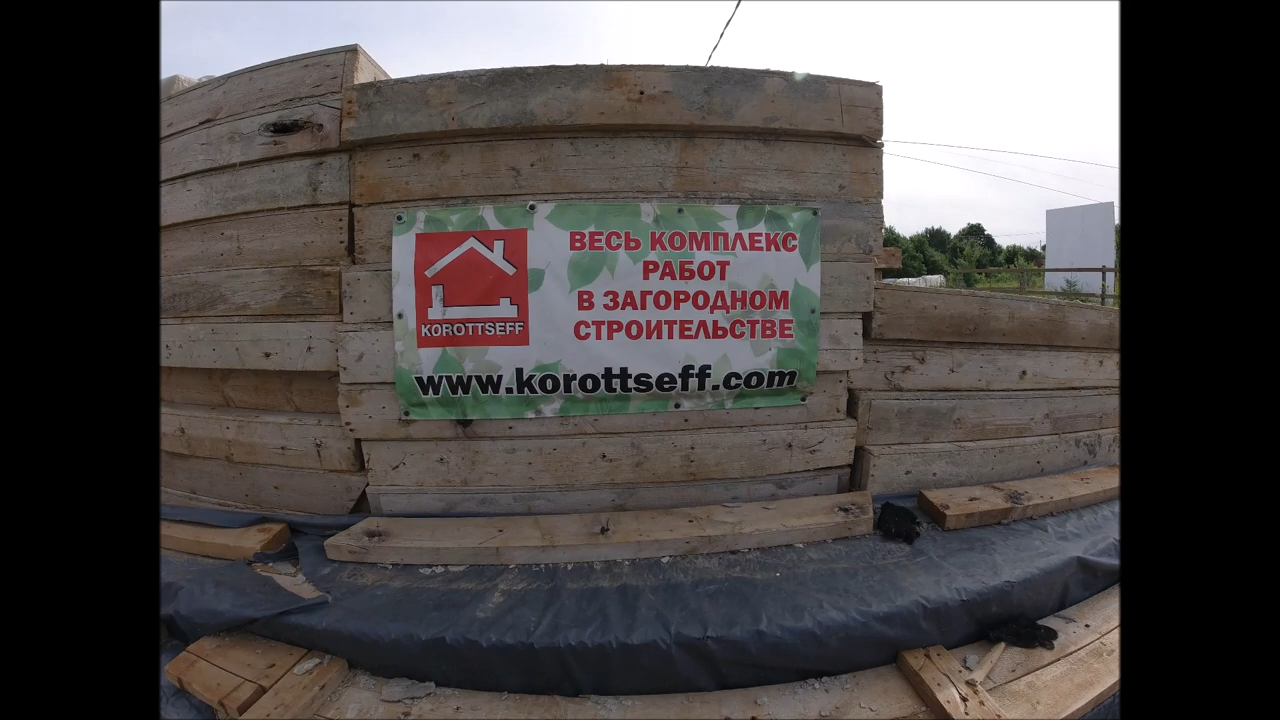 KOROTTSEFF
ВЕСЬ КОМПЛЕКС
РАБОТ
В ЗАГОРОДНОМ
СТРОИТЕЛЬСТВЕ
www.korottseff.com